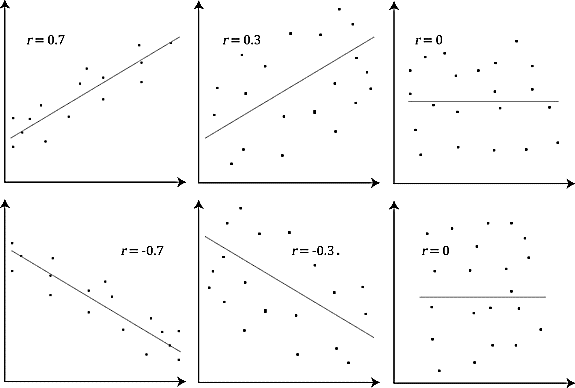 r = 0.7
r = 0.3
r = 0
r = -0.7
r = -0.3
r = 0